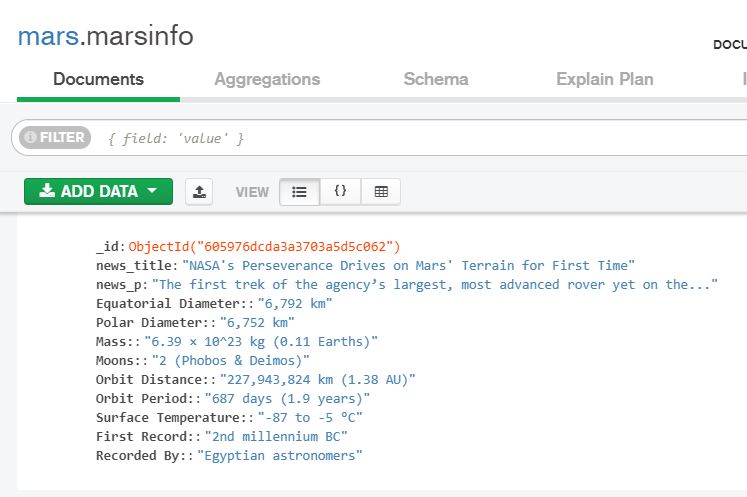 mars.marsinfo
DOCU
Documents Aggregations Schema Explain Plan
FILTER { field: 'value' }
ADD DATA VIEW { }
_id: ObjectId("605976dcda3a3703a5d5c062")
news_title: "NASA's Perseverance Drives on Mars' Terrain for First Time"
news_p: "The first trek of the agency’s largest, most advanced rover yet on the..."
Equatorial Diameter:: "6,792 km"
Polar Diameter:: "6,752 km"
Mass:: "6.39 × 10^23 kg (0.11 Earths)"
Moons:: "2 (Phobos & Deimos)"
Orbit Distance:: "227,943,824 km (1.38 AU)"
Orbit Period:: "687 days (1.9 years)"
Surface Temperature:: "-87 to -5 °C"
First Record:: "2nd millennium BC"
Recorded By:: "Egyptian astronomers"